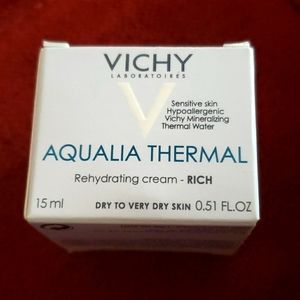 VICHY
LABORATOIRES
Sensitive skin
Hypoallergenic
Vichy Mineralizing
Thermal Water
AQUALIA THERMAL
Rehydrating cream - RICH
15 ml DRY TO VERY DRY SKIN 0.51 FL.OZ